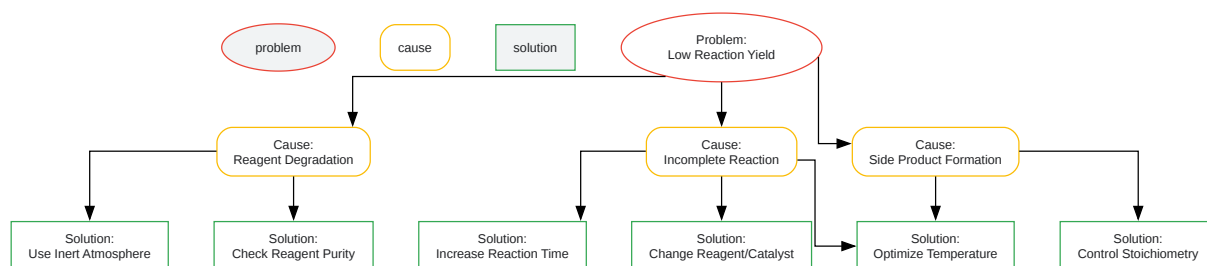 problem
cause
solution
Problem:
Low Reaction Yield
Cause:
Reagent Degradation
Cause:
Incomplete Reaction
Cause:
Side Product Formation
Solution:
Use Inert Atmosphere
Solution:
Check Reagent Purity
Solution:
Increase Reaction Time
Solution:
Change Reagent/Catalyst
Solution:
Optimize Temperature
Solution:
Control Stoichiometry